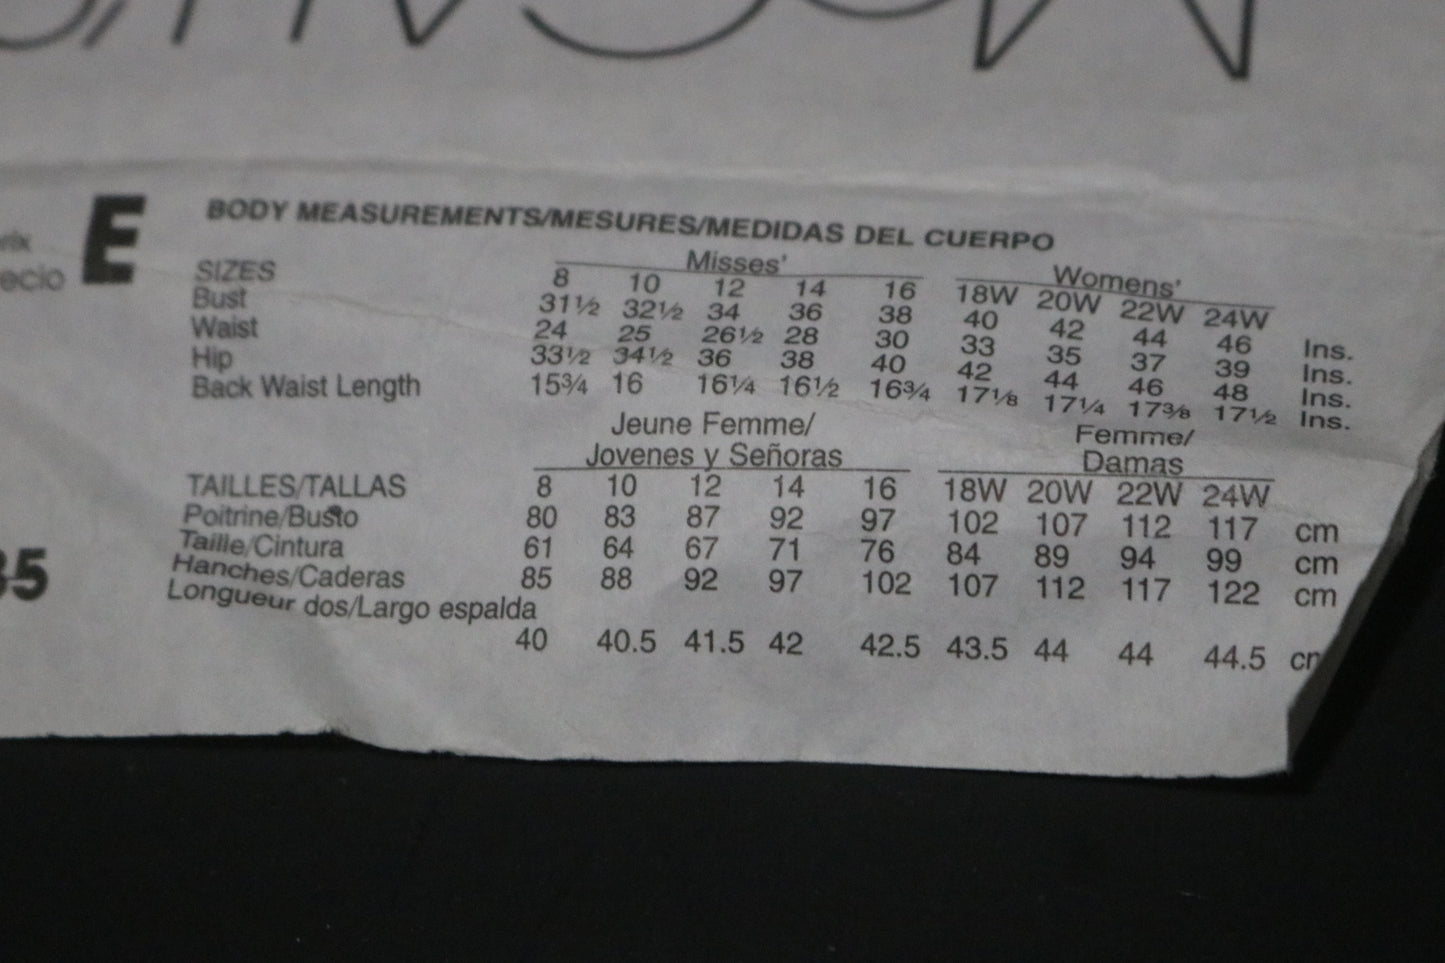 E
BODY MEASUREMENTS/MESURES/MEDIDAS DEL CUERPO
Misses' Womens'
SIZES 8 10 12 14 16 18W 20W 22W 24W
Bust 31½ 32½ 34 36 38 40 42 44 46 Ins.
Waist 24 25 26½ 28 30 33 35 37 39 Ins.
Hip 33½ 34½ 36 38 40 42 44 46 48 Ins.
Back Waist Length 15¾ 16 16¼ 16½ 16¾ 17⅛ 17¼ 17⅜ 17½ Ins.
Jeune Femme/ Femme/
Jovenes y Señoras Damas
TAILLES/TALLAS 8 10 12 14 16 18W 20W 22W 24W
Poitrine/Busto 80 83 87 92 97 102 107 112 117 cm
Taille/Cintura 61 64 67 71 76 84 89 94 99 cm
Hanches/Caderas 85 88 92 97 102 107 112 117 122 cm
Longueur dos/Largo espalda
40 40.5 41.5 42 42.5 43.5 44 44 44.5 cm